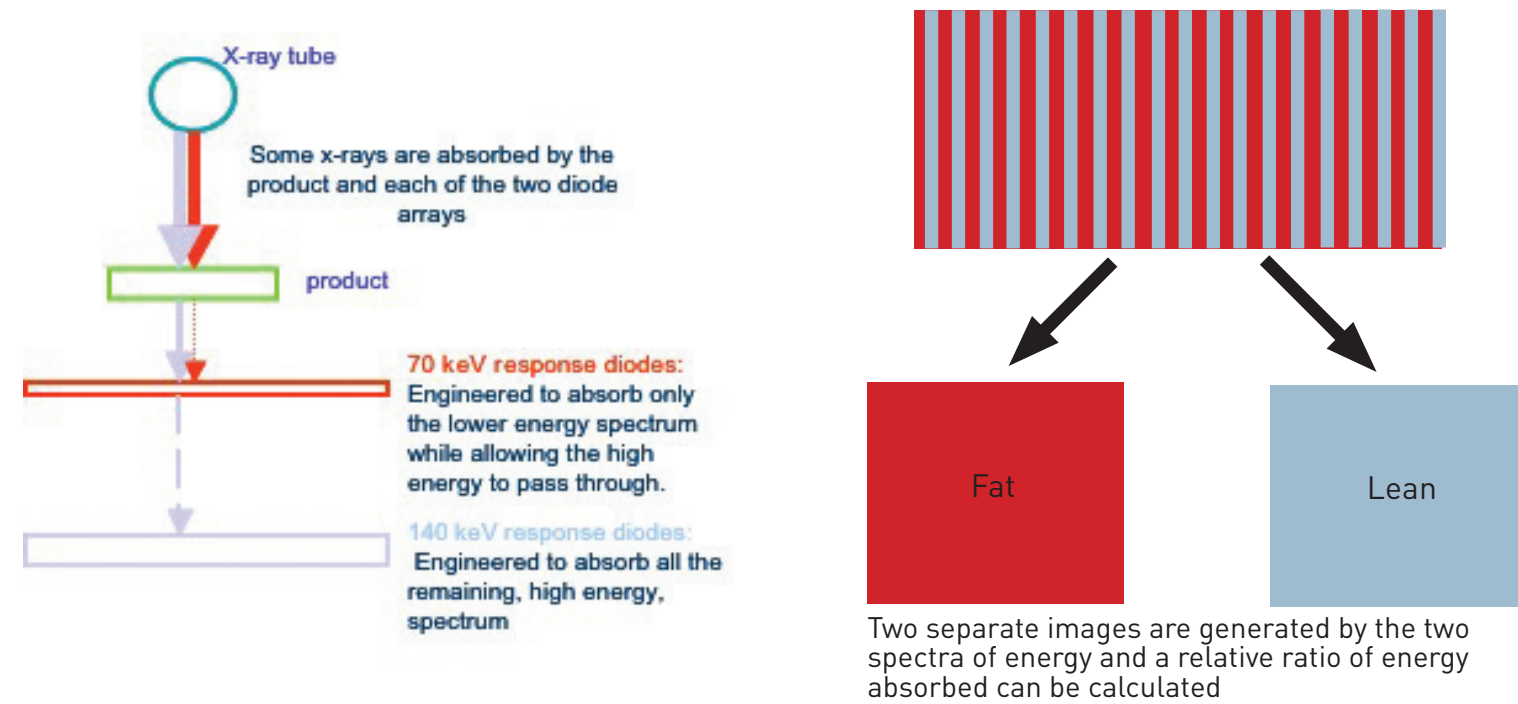 X-ray tube
Some x-rays are absorbed by the
product and each of the two diode
arrays
product
70 keV response diodes:
Engineered to absorb only
the lower energy spectrum
while allowing the high
energy to pass through.
140 keV response diodes:
Engineered to absorb all the
remaining, high energy,
spectrum
Fat
Lean
Two separate images are generated by the two
spectra of energy and a relative ratio of energy
absorbed can be calculated